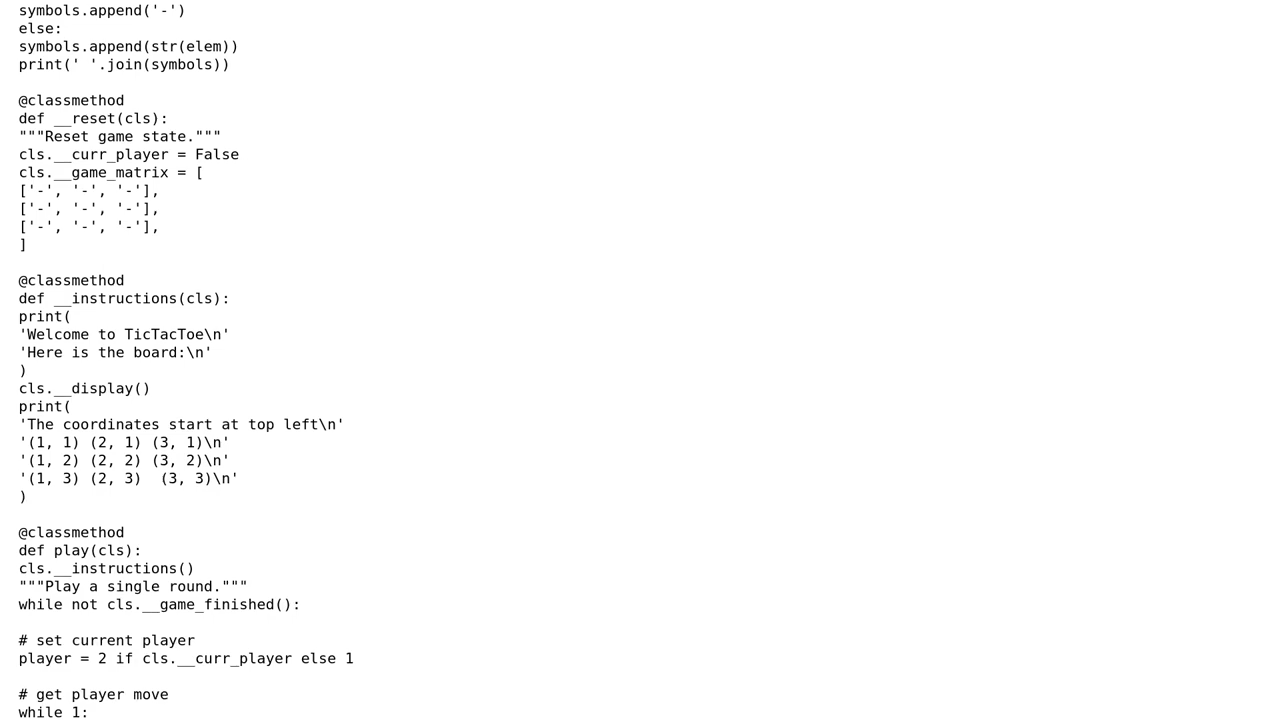 symbols.append('-')
else:
symbols.append(str(elem))
print(' '.join(symbols))

@classmethod
def __reset(cls):
"""Reset game state."""
cls.__curr_player = False
cls.__game_matrix = [
['-', '-', '-'],
['-', '-', '-'],
['-', '-', '-'],
]

@classmethod
def __instructions(cls):
print(
'Welcome to TicTacToe\n'
'Here is the board:\n'
)
cls.__display()
print(
'The coordinates start at top left\n'
'(1, 1) (2, 1) (3, 1)\n'
'(1, 2) (2, 2) (3, 2)\n'
'(1, 3) (2, 3)  (3, 3)\n'
)

@classmethod
def play(cls):
cls.__instructions()
"""Play a single round."""
while not cls.__game_finished():

# set current player
player = 2 if cls.__curr_player else 1

# get player move
while 1: